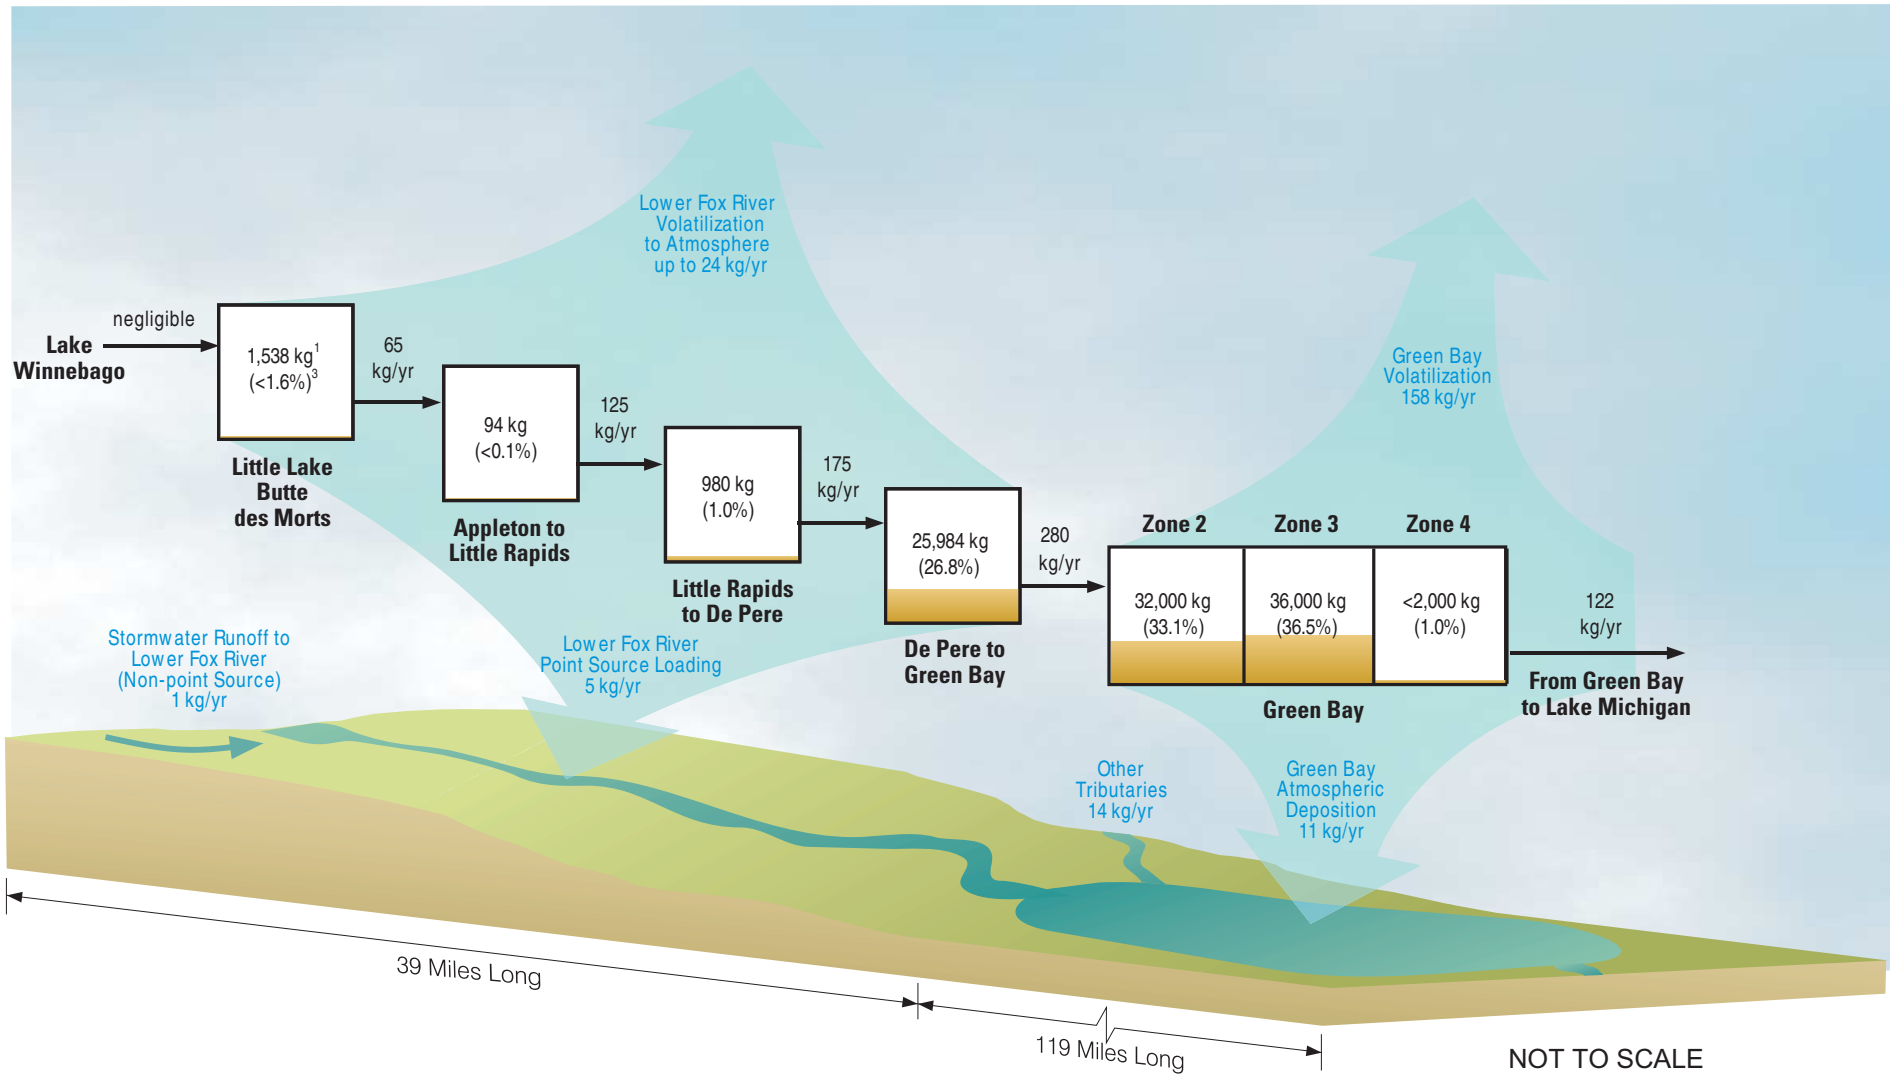 Lower Fox River
Volatilization
to Atmosphere
up to 24 kg/yr
Green Bay
Volatilization
158 kg/yr
negligible
Lake
Winnebago
1,538 kg1
(<1.6%)3
Little Lake
Butte
des Morts
65
kg/yr
94 kg
(<0.1%)
Appleton to
Little Rapids
125
kg/yr
980 kg
(1.0%)
Little Rapids
to De Pere
175
kg/yr
25,984 kg
(26.8%)
De Pere to
Green Bay
280
kg/yr
Zone 2
32,000 kg
(33.1%)
Zone 3
36,000 kg
(36.5%)
Zone 4
<2,000 kg
(1.0%)
Green Bay
122
kg/yr
From Green Bay
to Lake Michigan
Stormwater Runoff to
Lower Fox River
(Non-point Source)
1 kg/yr
Lower Fox River
Point Source Loading
5 kg/yr
Other
Tributaries
14 kg/yr
Green Bay
Atmospheric
Deposition
11 kg/yr
39 Miles Long
119 Miles Long
NOT TO SCALE